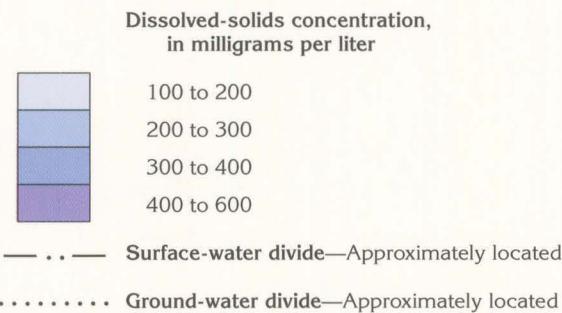 Dissolved-solids concentration,
in milligrams per liter
100 to 200
200 to 300
300 to 400
400 to 600
Surface-water divide—Approximately located
Ground-water divide—Approximately located